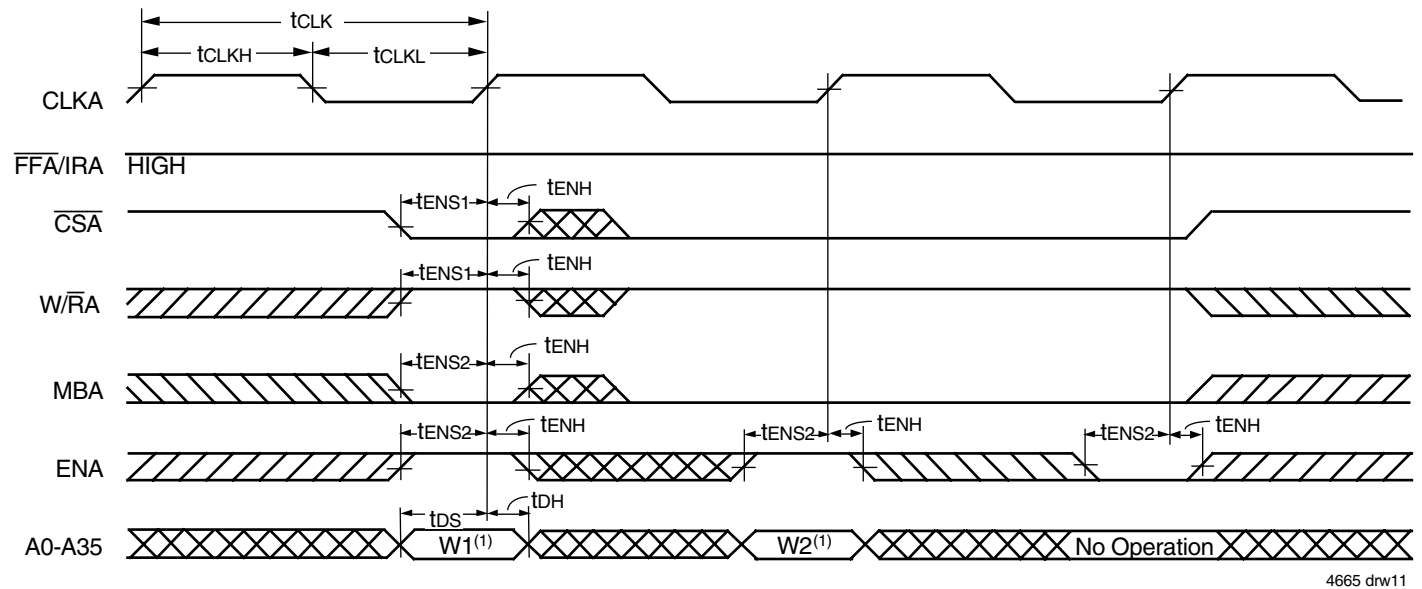 tCLK
tCLKH tCLKL
CLKA
FFA/IRA HIGH
tENS1 tENH
CSA
tENS1 tENH
W/RA
tENS2 tENH
MBA
tENS2 tENH tENS2 tENH tENS2 tENH
ENA
tDS tDH
A0-A35 W1(1) W2(1) No Operation
4665 drw11